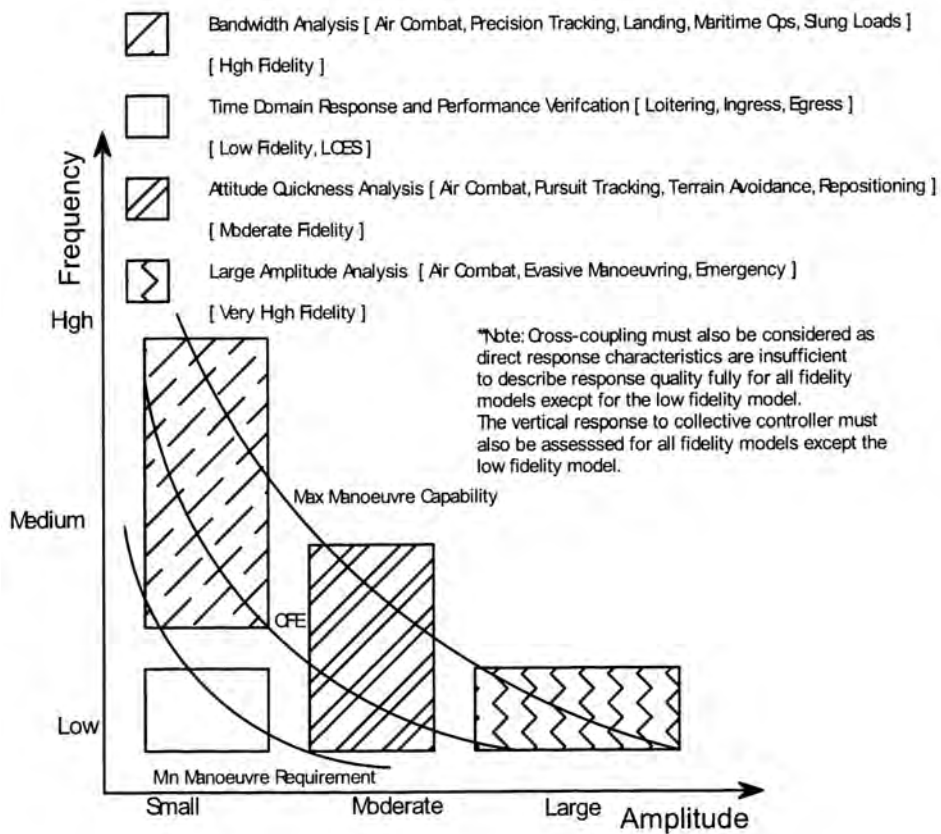 Bandwidth Analysis [ Air Combat, Precision Tracking, Landing, Maritime Ops, Slung Loads ]
[ Hgh Fidelity ]
Time Domain Response and Performance Verifcation [ Loitering, Ingress, Egress ]
[ Low Fidelity, LOES ]
Attitude Quickness Analysis [ Air Combat, Pursuit Tracking, Terrain Avoidance, Repositioning ]
[ Moderate Fidelity ]
Large Amplitude Analysis [ Air Combat, Evasive Manoeuvring, Emergency ]
[ Very High Fidelity ]
Frequency
Hgh
"Note: Cross-coupling must also be considered as
direct response characteristics are insufficient
to describe response quality fully for all fidelity
models execpt for the low fidelity model.
The vertical response to collective controller must
also be assesssed for all fidelity models except the
low fidelity model.
Max Manoeuvre Capability
Medium
OFE
Low
Mn Manoeuvre Requirement
Small
Moderate
Large
Amplitude